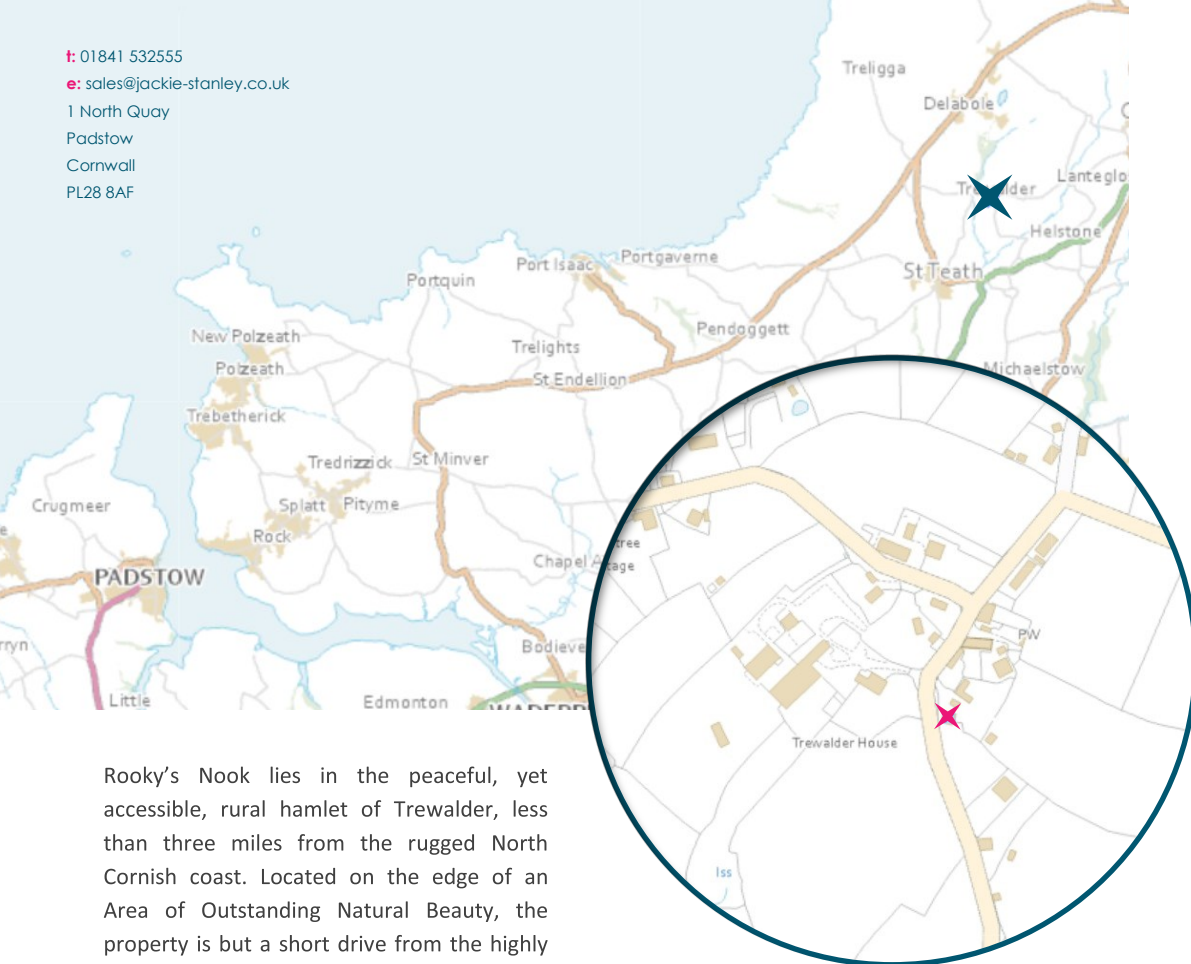 t: 01841 532555
e: sales@jackie-stanley.co.uk
1 North Quay
Padstow
Cornwall
PL28 8AF
Treligga
Delabole
Lanteglo
Helstone
St Teath
Port Isaac
Portgaverne
Portquin
New Polzeath
Pendoggett
Trelights
Polzeath
St Endellion
Michaelstow
Trebetherick
Tredrizzick
St Minver
Crugmeer
Splatt
Pityme
Rock
Chapel A
tree
tage
PADSTOW
PW
rryn
Bodieve
Little
Edmonton
Trewalder House
Iss
Rooky’s Nook lies in the peaceful, yet
accessible, rural hamlet of Trewalder, less
than three miles from the rugged North
Cornish coast. Located on the edge of an
Area of Outstanding Natural Beauty, the
property is but a short drive from the highly